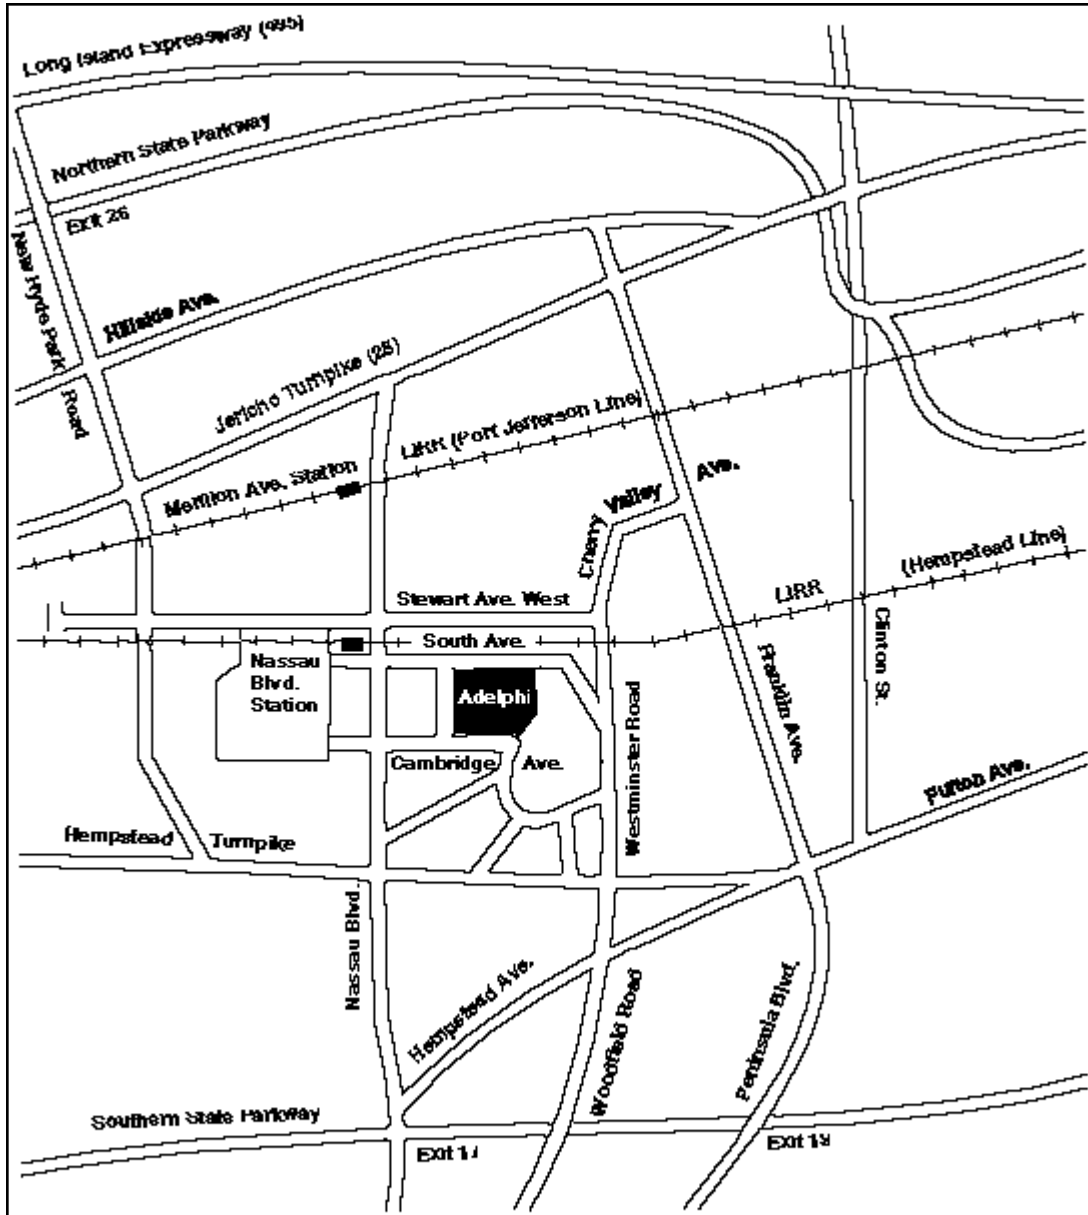 Long Island Expressway (495)
Northern State Parkway
Exit 26
New Hyde Park Road
Hillside Ave.
Jericho Turnpike (25)
LIRR (Port Jefferson Line)
Merillon Ave. Station
Cherry Valley Ave.
(Hempstead Line)
LIRR
Stewart Ave. West
South Ave.
Clinton St.
Nassau
Blvd.
Station
Adelphi
Franklin Ave.
Westminster Road
Cambridge Ave.
Fulton Ave.
Hempstead Turnpike
Nassau Blvd.
Hempstead Ave.
Woodfield Road
Peninsula Blvd.
Southern State Parkway
Exit 17
Exit 18